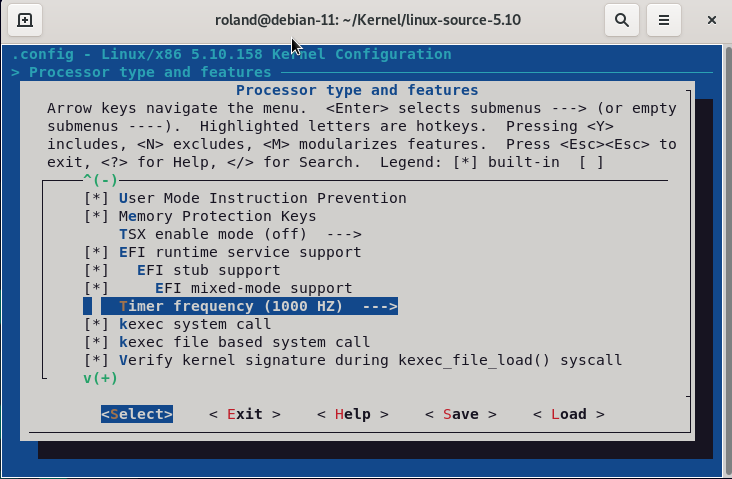 roland@debian-11: ~/Kernel/linux-source-5.10
.config - Linux/x86 5.10.158 Kernel Configuration
> Processor type and features
Processor type and features
Arrow keys navigate the menu.  <Enter> selects submenus ---> (or empty
submenus ----).  Highlighted letters are hotkeys.  Pressing <Y>
includes, <N> excludes, <M> modularizes features.  Press <Esc><Esc> to
exit, <?> for Help, </> for Search.  Legend: [*] built-in  [ ]
^(-)
[*] User Mode Instruction Prevention
[*] Memory Protection Keys
TSX enable mode (off)  --->
[*] EFI runtime service support
[*]   EFI stub support
[*]     EFI mixed-mode support
Timer frequency (1000 HZ)  --->
[*] kexec system call
[*] kexec file based system call
[*] Verify kernel signature during kexec_file_load() syscall
v(+)
<Select>    < Exit >    < Help >    < Save >    < Load >